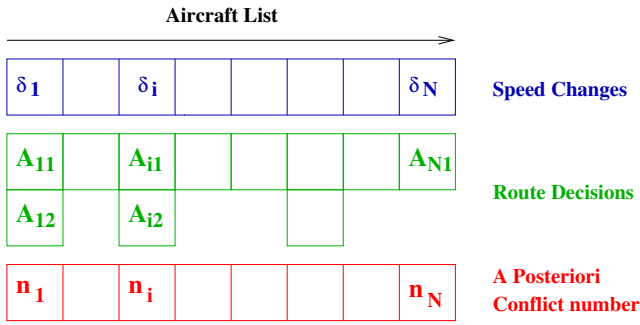 Aircraft List
δ1 δi δN Speed Changes
A11 Ai1 AN1
Route Decisions
A12 Ai2
n1 ni nN A Posteriori
Conflict number